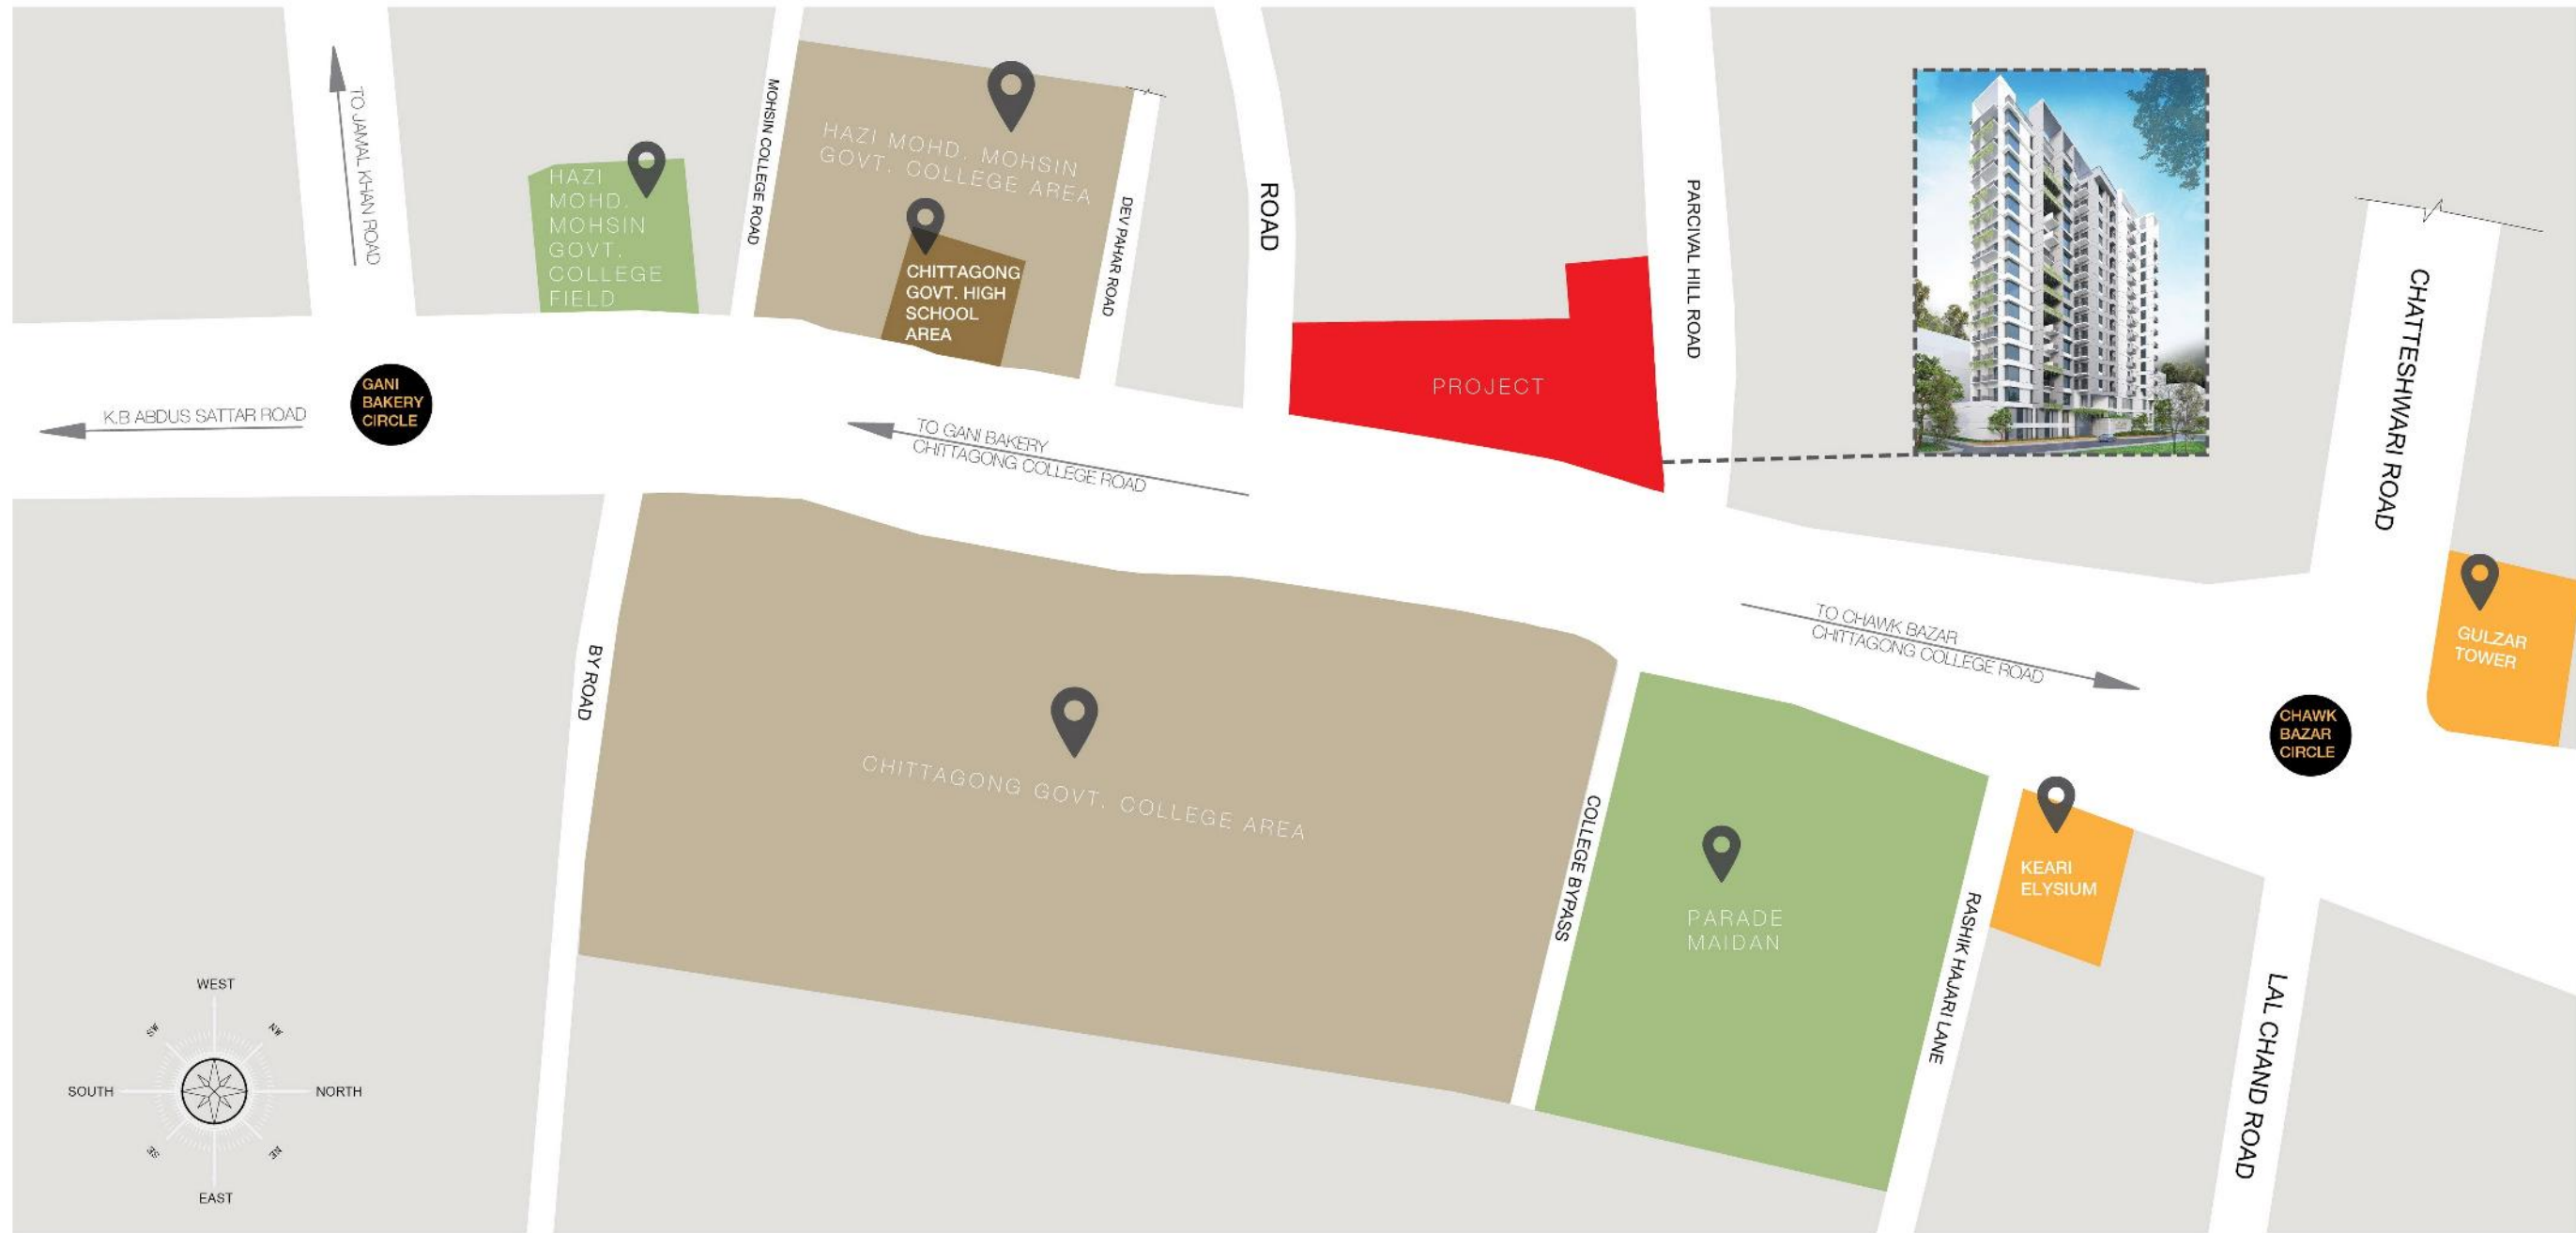 TO JAMAL KHAN ROAD
MOHSIN COLLEGE ROAD
HAZI MOHD. MOHSIN
GOVT. COLLEGE AREA
HAZI
MOHD.
MOHSIN
GOVT.
COLLEGE
FIELD
CHITTAGONG
GOVT. HIGH
SCHOOL
AREA
DEV PAHAR ROAD
ROAD
PARCIVAL HILL ROAD
PROJECT
CHATTESHWARI ROAD
GANI
BAKERY
CIRCLE
K.B ABDUS SATTAR ROAD
TO GANI BAKERY
CHITTAGONG COLLEGE ROAD
TO CHAWK BAZAR
CHITTAGONG COLLEGE ROAD
GULZAR
TOWER
CHAWK
BAZAR
CIRCLE
BY ROAD
CHITTAGONG GOVT. COLLEGE AREA
COLLEGE BYPASS
PARADE
MAIDAN
RASHIK HAJARI LANE
KEARI
ELYSIUM
LAL CHAND ROAD
WEST
SW
NW
SOUTH
NORTH
SE
NE
EAST